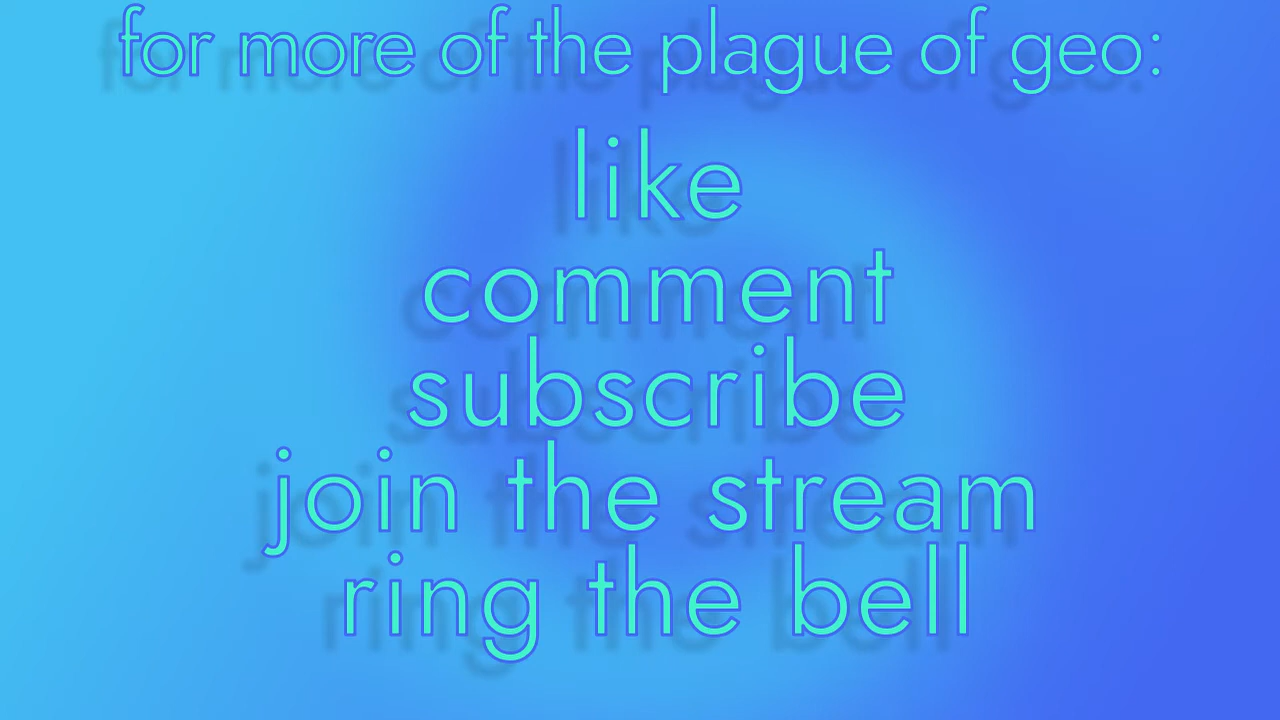 for more of the plague of geo:
like
comment
subscribe
join the stream
ring the bell